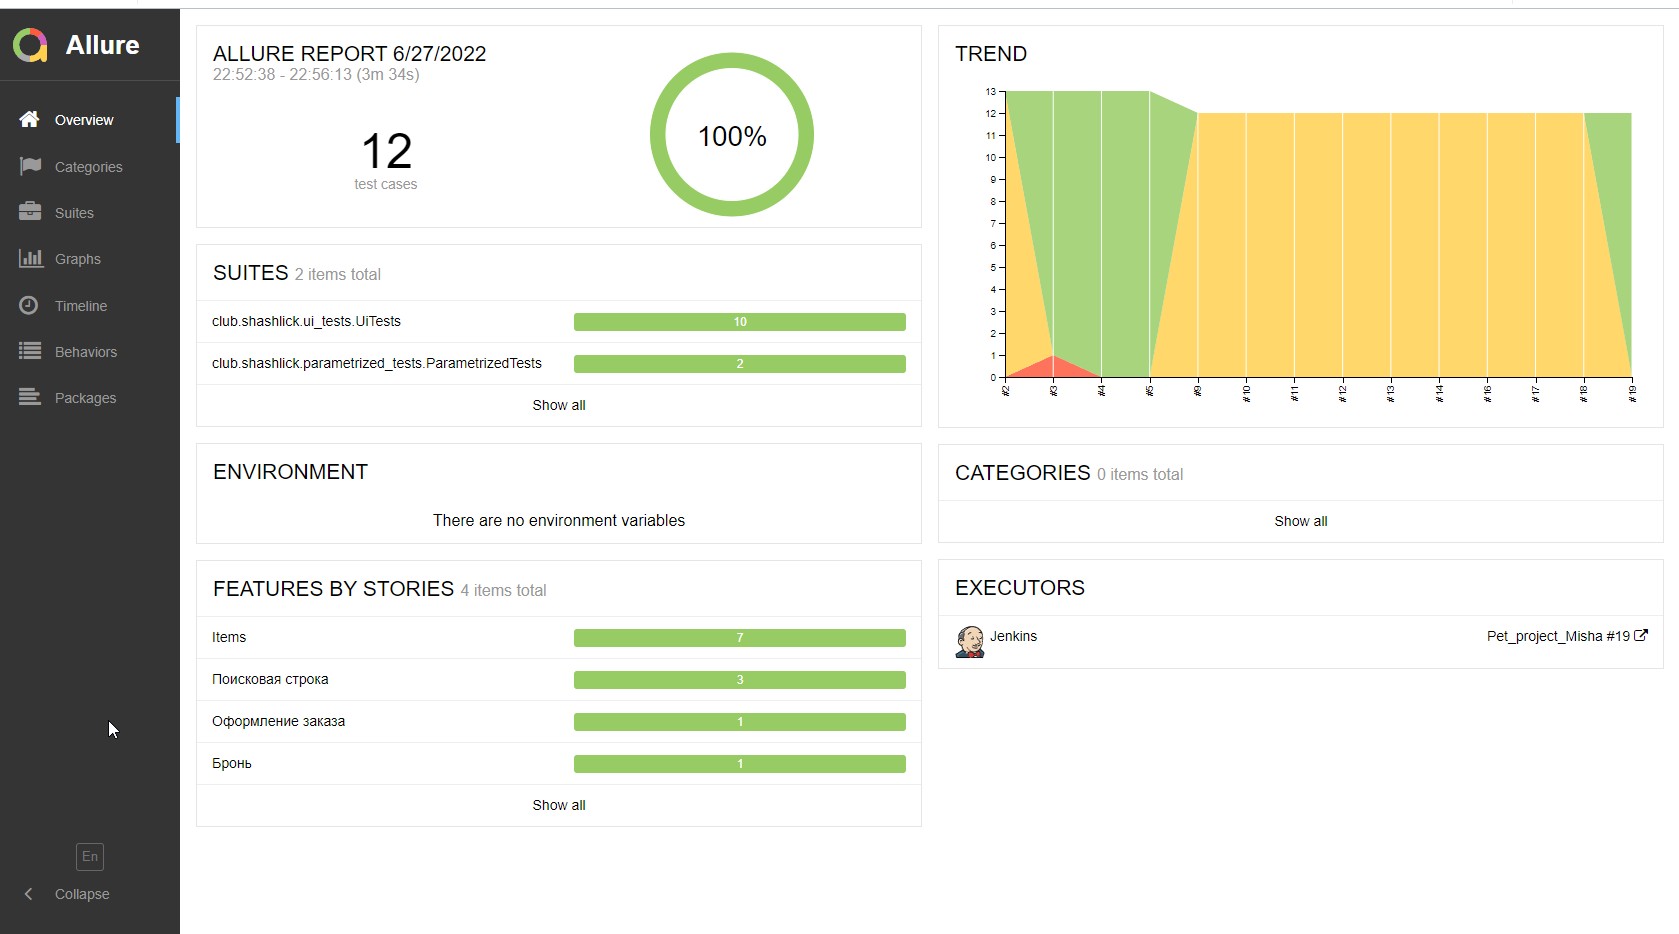 Allure
Overview
Categories
Suites
Graphs
Timeline
Behaviors
Packages
En
Collapse
ALLURE REPORT 6/27/2022
22:52:38 - 22:56:13 (3m 34s)
12
test cases
100%
SUITES 2 items total
club.shashlick.ui_tests.UiTests 10
club.shashlick.parametrized_tests.ParametrizedTests 2
Show all
ENVIRONMENT
There are no environment variables
FEATURES BY STORIES 4 items total
Items 7
Поисковая строка 3
Оформление заказа 1
Бронь 1
Show all
TREND
13
12
11
10
9
8
7
6
5
4
3
2
1
0
#2 #3 #4 #5 #9 #10 #11 #12 #13 #14 #16 #17 #18 #19
CATEGORIES 0 items total
Show all
EXECUTORS
Jenkins Pet_project_Misha #19